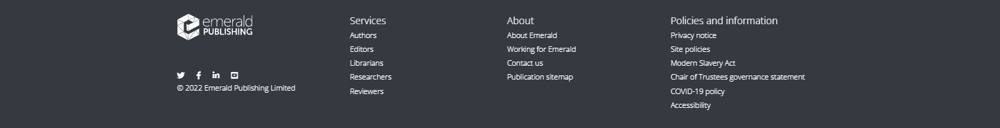 emerald
PUBLISHING
© 2022 Emerald Publishing Limited
Services
Authors
Editors
Librarians
Researchers
Reviewers
About
About Emerald
Working for Emerald
Contact us
Publication sitemap
Policies and information
Privacy notice
Site policies
Modern Slavery Act
Chair of Trustees governance statement
COVID-19 policy
Accessibility